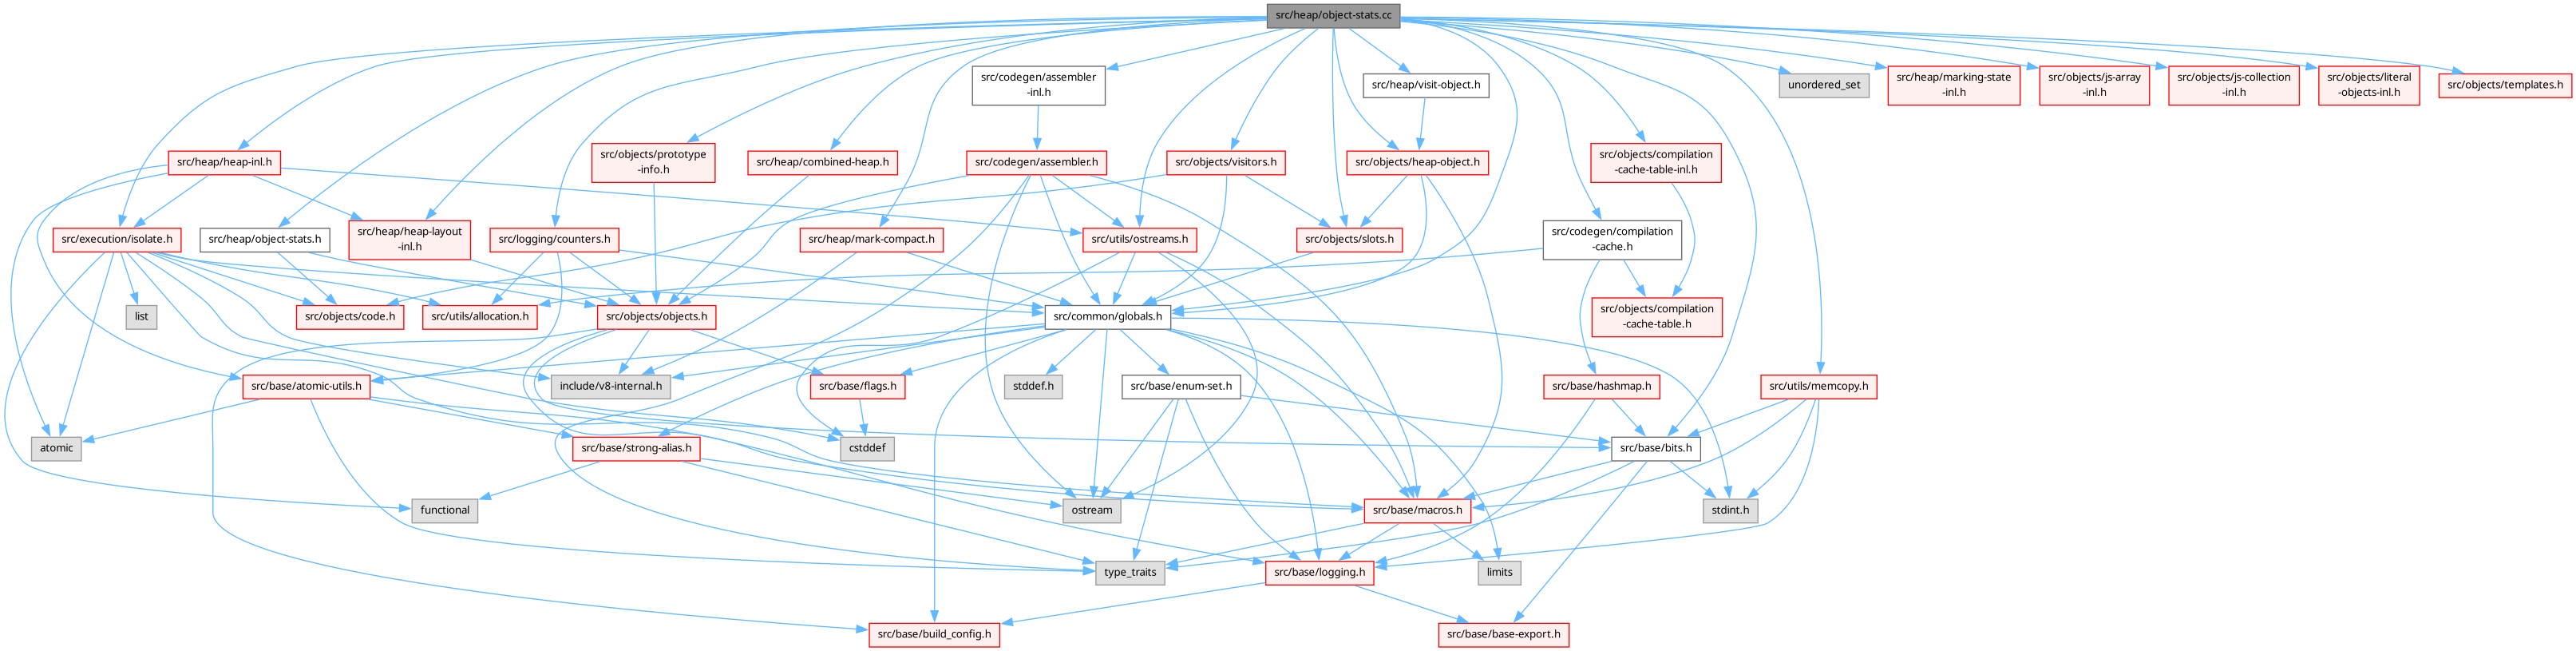 src/heap/object-stats.cc
src/codegen/assembler
-inl.h
src/heap/visit-object.h
unordered_set
src/heap/marking-state
-inl.h
src/objects/js-array
-inl.h
src/objects/js-collection
-inl.h
src/objects/literal
-objects-inl.h
src/objects/templates.h
src/heap/heap-inl.h
src/objects/prototype
-info.h
src/heap/combined-heap.h
src/codegen/assembler.h
src/objects/visitors.h
src/objects/heap-object.h
src/objects/compilation
-cache-table-inl.h
src/execution/isolate.h
src/heap/object-stats.h
src/heap/heap-layout
-inl.h
src/logging/counters.h
src/heap/mark-compact.h
src/utils/ostreams.h
src/objects/slots.h
src/codegen/compilation
-cache.h
list
src/objects/code.h
src/utils/allocation.h
src/objects/objects.h
src/common/globals.h
src/objects/compilation
-cache-table.h
src/base/atomic-utils.h
include/v8-internal.h
src/base/flags.h
stddef.h
src/base/enum-set.h
src/base/hashmap.h
src/utils/memcopy.h
atomic
src/base/strong-alias.h
cstddef
src/base/bits.h
functional
ostream
src/base/macros.h
stdint.h
type_traits
src/base/logging.h
limits
src/base/build_config.h
src/base/base-export.h